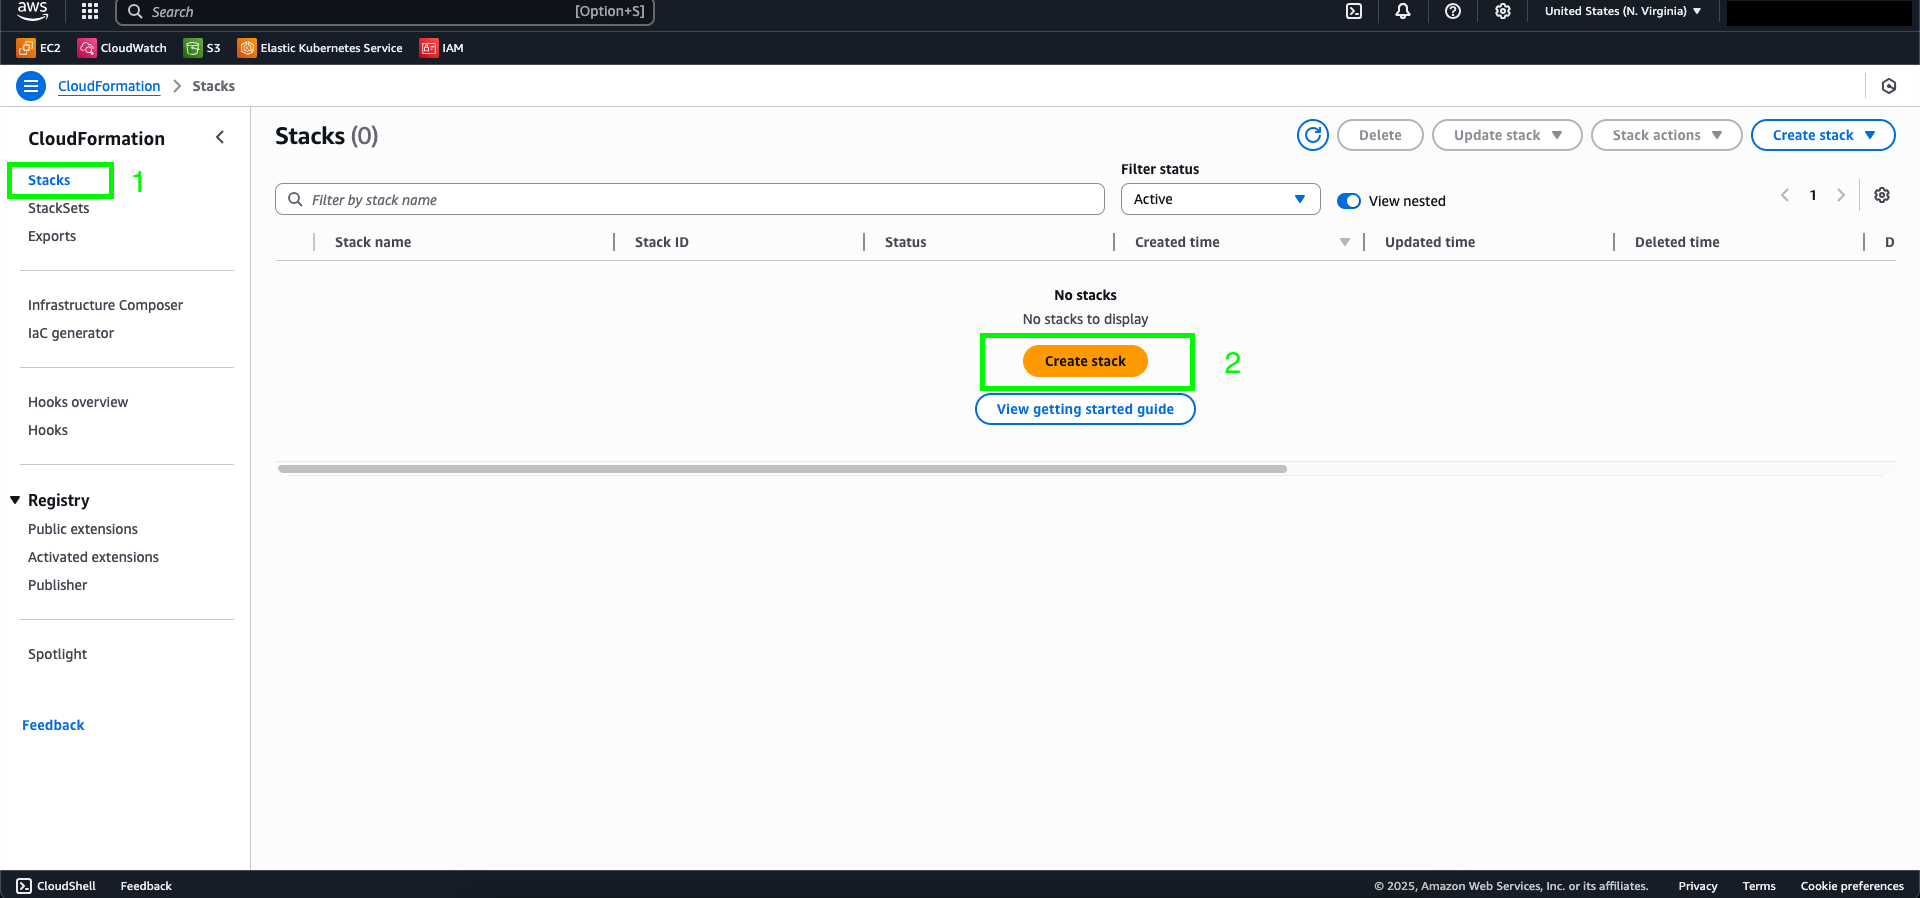 aws
Search [Option+S]
United States (N. Virginia)
EC2 CloudWatch S3 Elastic Kubernetes Service IAM
CloudFormation Stacks
CloudFormation
Stacks 1
StackSets
Exports
Infrastructure Composer
IaC generator
Hooks overview
Hooks
Registry
Public extensions
Activated extensions
Publisher
Spotlight
Feedback
Stacks (0)
Delete Update stack Stack actions Create stack
Filter status
Filter by stack name Active View nested 1
Stack name Stack ID Status Created time Updated time Deleted time D
No stacks
No stacks to display
Create stack 2
View getting started guide
CloudShell Feedback © 2025, Amazon Web Services, Inc. or its affiliates. Privacy Terms Cookie preferences